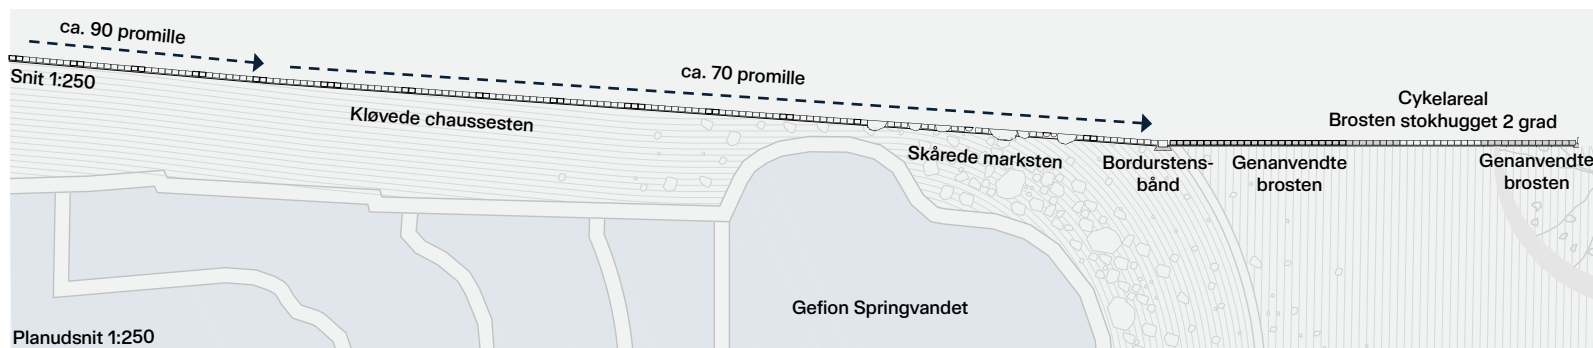 ca. 90 promille
Snit 1:250
ca. 70 promille
Kløvede chaussesten
Skårede marksten
Bordurstens-
bånd
Genanvendte
brosten
Cykelareal
Brosten stokhugget 2 grad
Genanvendte
brosten
Gefion Springvandet
Planudsnit 1:250